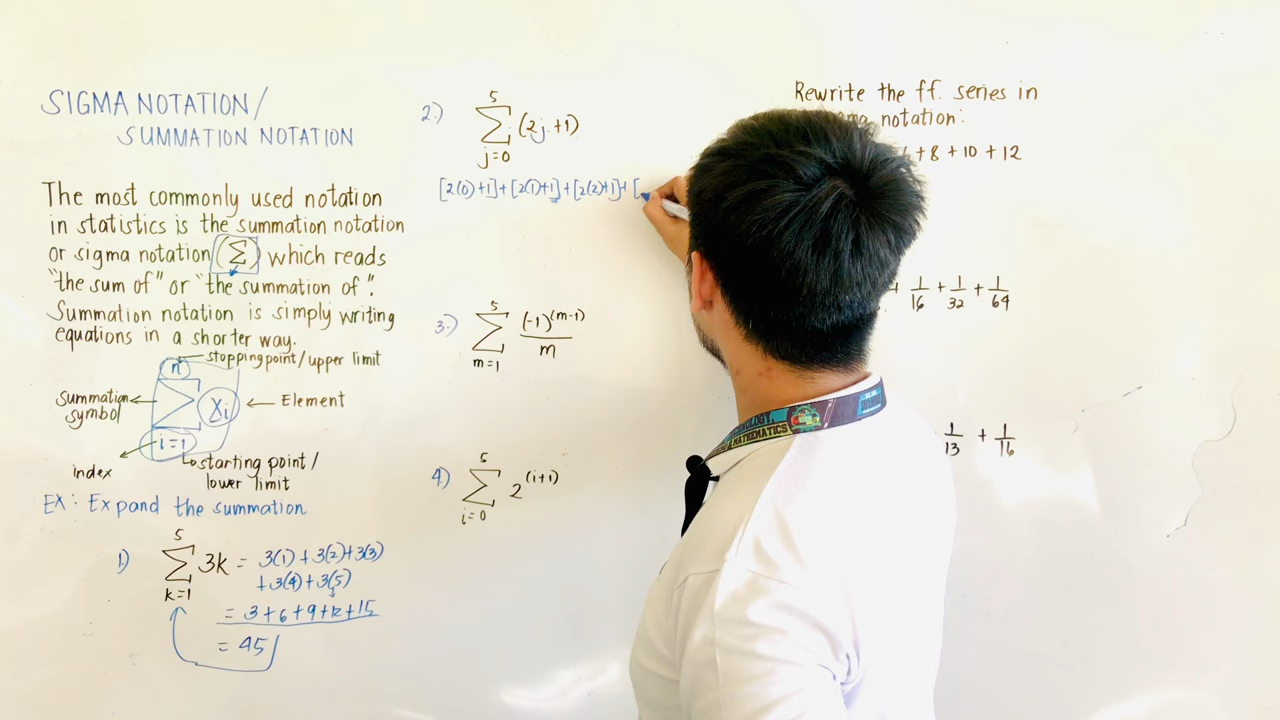 SIGMA NOTATION/
SUMMATION NOTATION
The most commonly used notation
in statistics is the summation notation
or sigma notation (Σ) which reads
"the sum of" or "the summation of".
Summation notation is simply writing
equations in a shorter way.
n ← stopping point/upper limit
Summation symbol ← Σ Xᵢ ← Element
i=1
index
starting point/
lower limit
EX: Expand the summation
1.) 5 Σ k=1 3k = 3(1)+3(2)+3(3)
+3(4)+3(5)
= 3+6+9+12+15
= 45
2.) 5 Σ j=0 (2j+1)
[2(0)+1]+[2(1)+1]+[2(2)+1]+[
3.) 5 Σ m=1 (-1)^(m-1) / m
4.) 5 Σ i=0 2^(i+1)
Rewrite the ff. series in
notation:
+ 8 + 10 + 12
+ 1/16 + 1/32 + 1/64
1/13 + 1/16
& MATHEMATICS